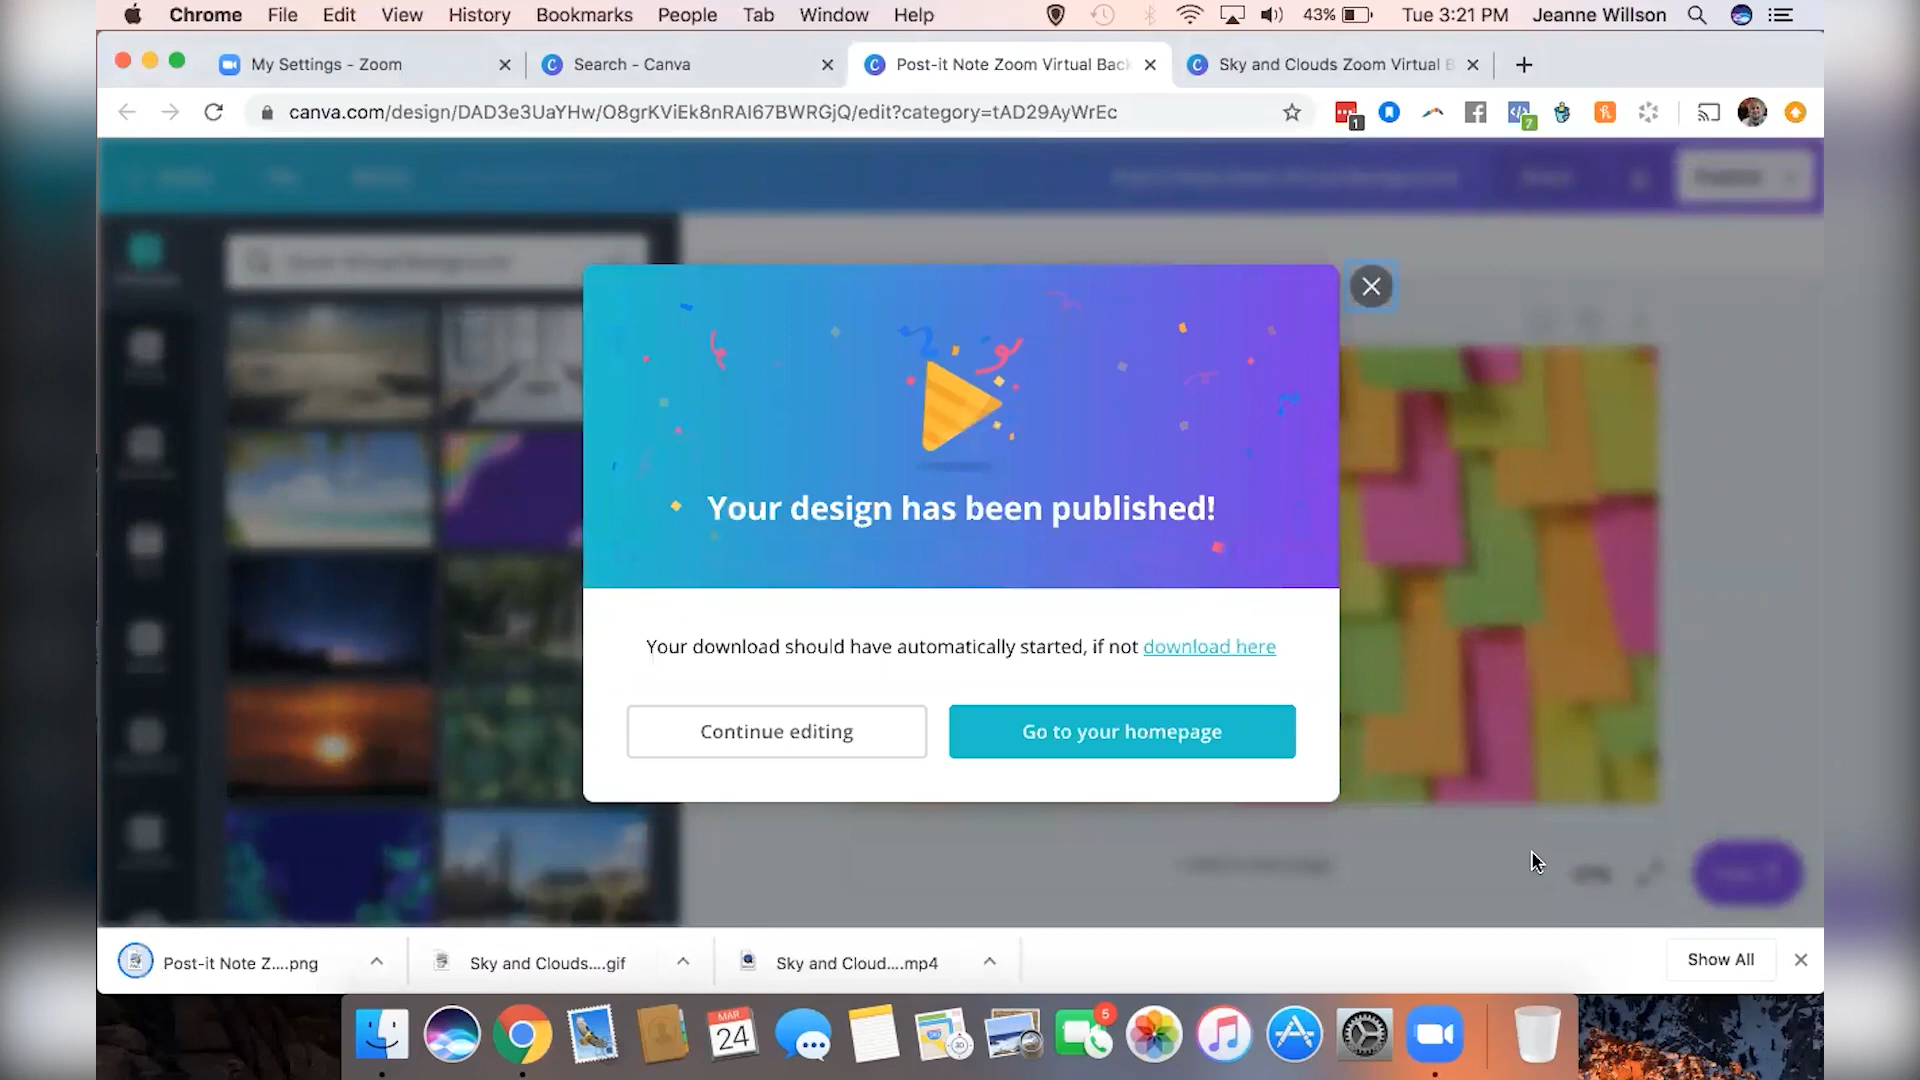 Chrome File Edit View History Bookmarks People Tab Window Help 43% Tue 3:21 PM Jeanne Willson
My Settings - Zoom
Search - Canva
Post-it Note Zoom Virtual Bac
Sky and Clouds Zoom Virtual B
canva.com/design/DAD3e3UaYHw/O8grKViEk8nRAI67BWRGjQ/edit?category=tAD29AyWrEc
1
7
Your design has been published!
Your download should have automatically started, if not download here
Continue editing
Go to your homepage
Post-it Note Z....png
Sky and Clouds....gif
Sky and Cloud....mp4
Show All
MAR
24
5